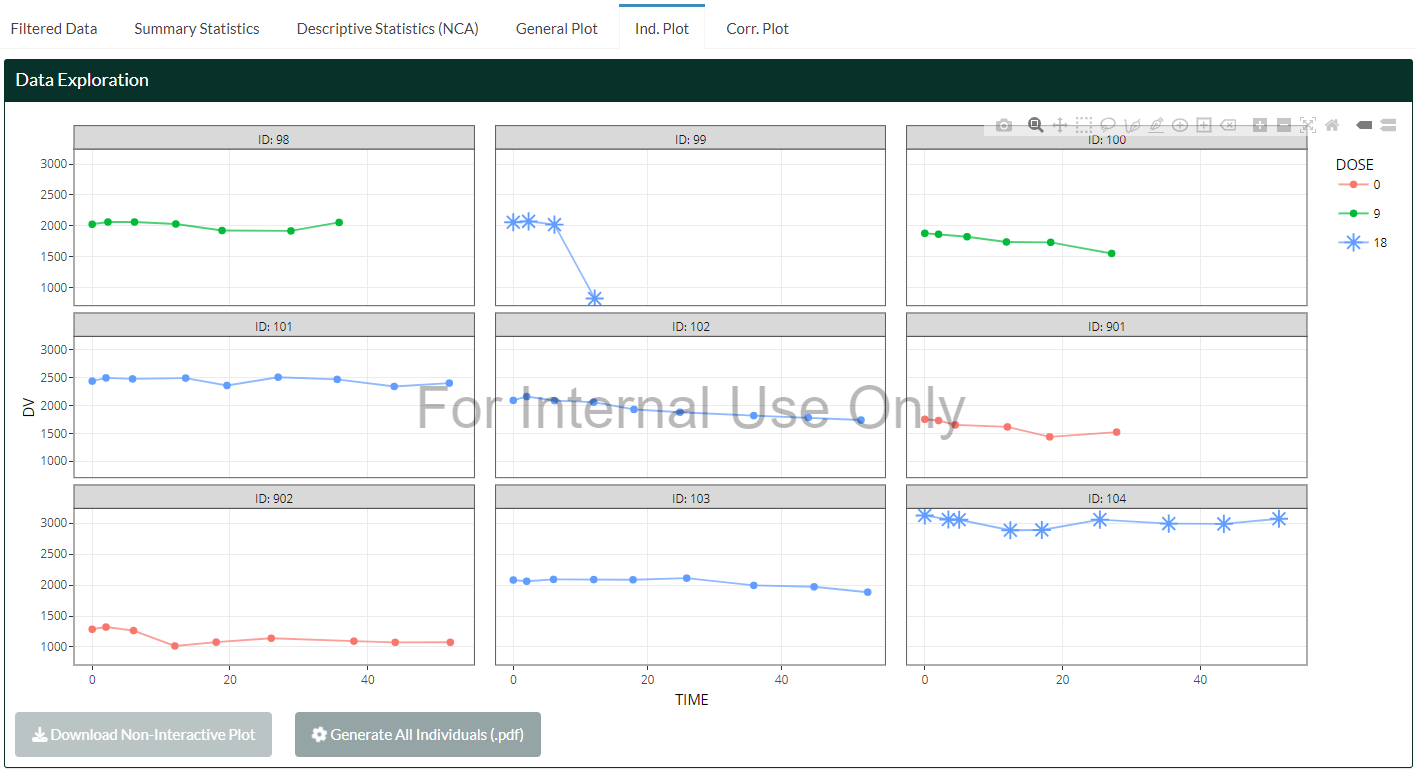 Filtered Data Summary Statistics Descriptive Statistics (NCA) General Plot Ind. Plot Corr. Plot
Data Exploration
ID: 98 ID: 99 ID: 100
3000
2500
2000
1500
1000
DOSE
0
9
18
ID: 101 ID: 102 ID: 901
3000
2500
2000
1500
1000
DV
For Internal Use Only
ID: 902 ID: 103 ID: 104
3000
2500
2000
1500
1000
0 20 40 0 20 40 0 20 40
TIME
Download Non-Interactive Plot Generate All Individuals (.pdf)